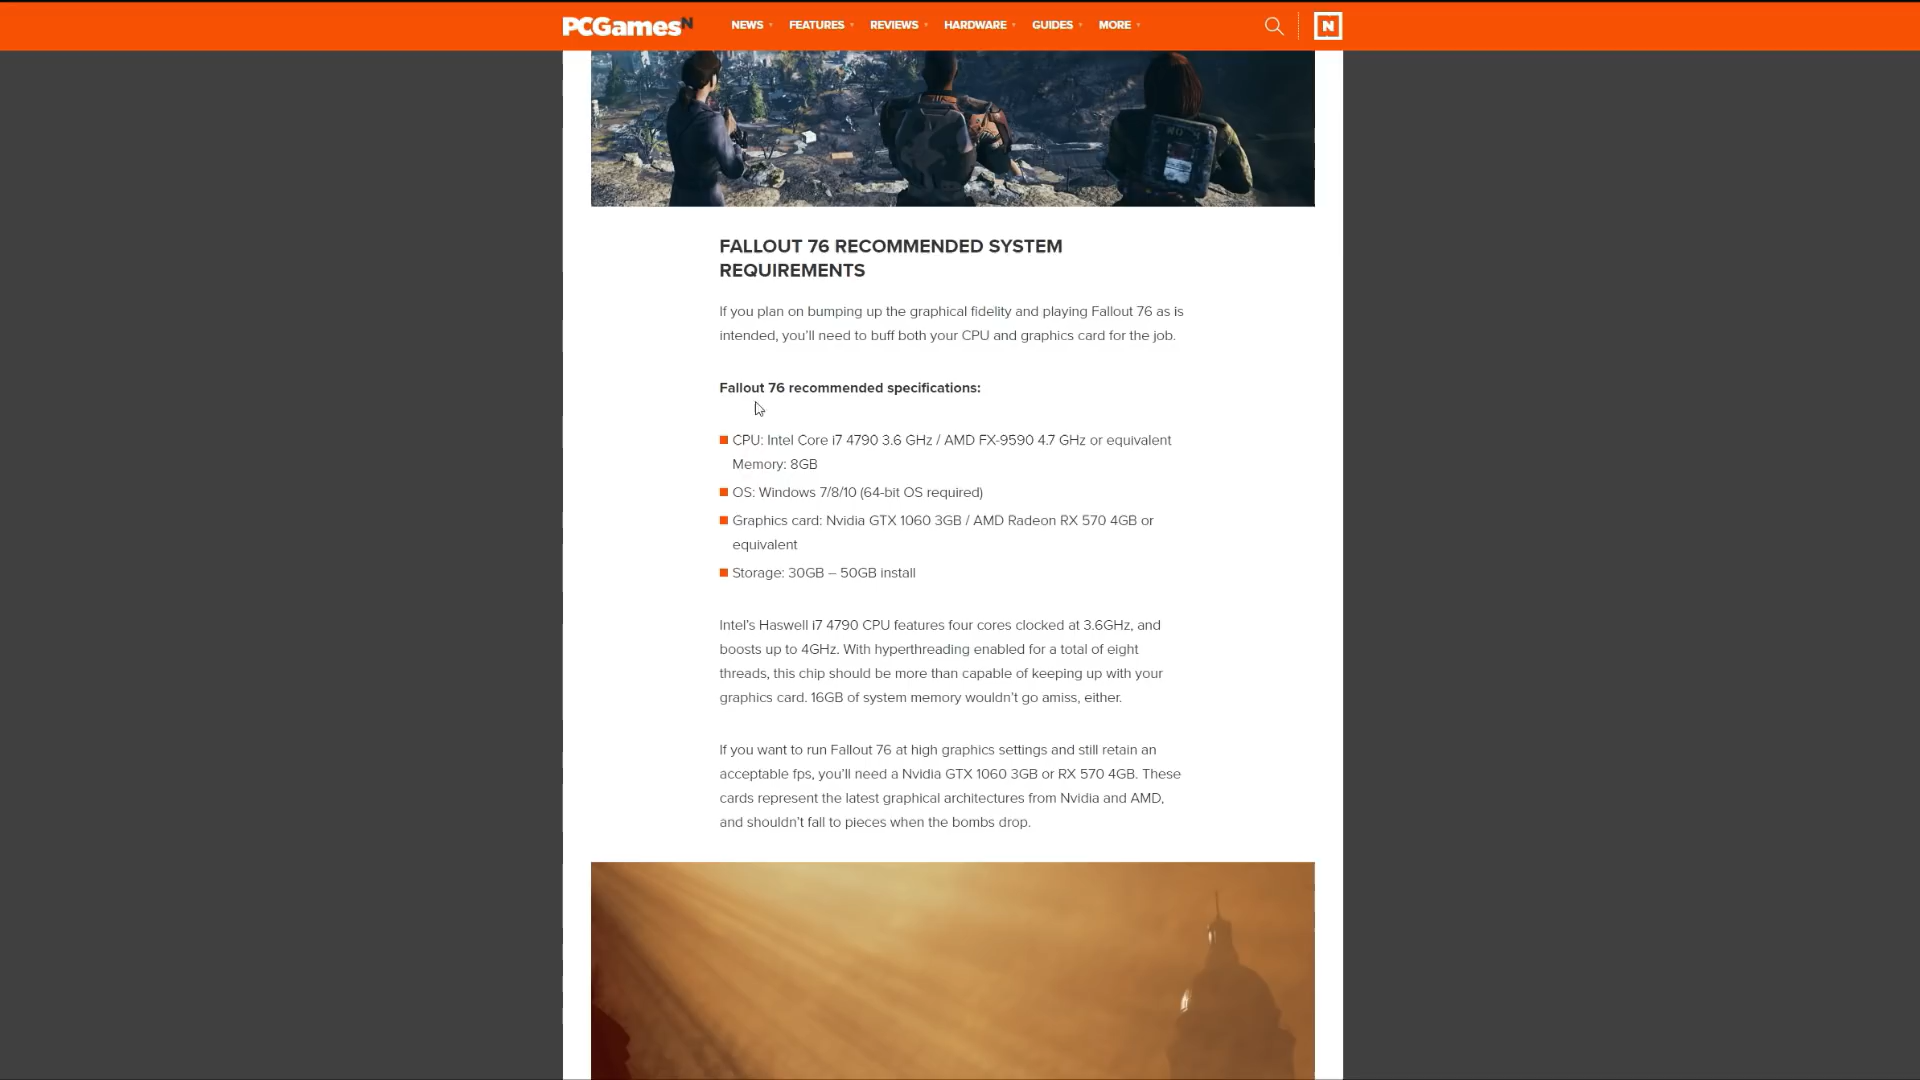 PCGamesN NEWS FEATURES REVIEWS HARDWARE GUIDES MORE N
FALLOUT 76 RECOMMENDED SYSTEM
REQUIREMENTS
If you plan on bumping up the graphical fidelity and playing Fallout 76 as is
intended, you’ll need to buff both your CPU and graphics card for the job.
Fallout 76 recommended specifications:
CPU: Intel Core i7 4790 3.6 GHz / AMD FX-9590 4.7 GHz or equivalent
Memory: 8GB
OS: Windows 7/8/10 (64-bit OS required)
Graphics card: Nvidia GTX 1060 3GB / AMD Radeon RX 570 4GB or
equivalent
Storage: 30GB – 50GB install
Intel’s Haswell i7 4790 CPU features four cores clocked at 3.6GHz, and
boosts up to 4GHz. With hyperthreading enabled for a total of eight
threads, this chip should be more than capable of keeping up with your
graphics card. 16GB of system memory wouldn’t go amiss, either.
If you want to run Fallout 76 at high graphics settings and still retain an
acceptable fps, you’ll need a Nvidia GTX 1060 3GB or RX 570 4GB. These
cards represent the latest graphical architectures from Nvidia and AMD,
and shouldn’t fall to pieces when the bombs drop.